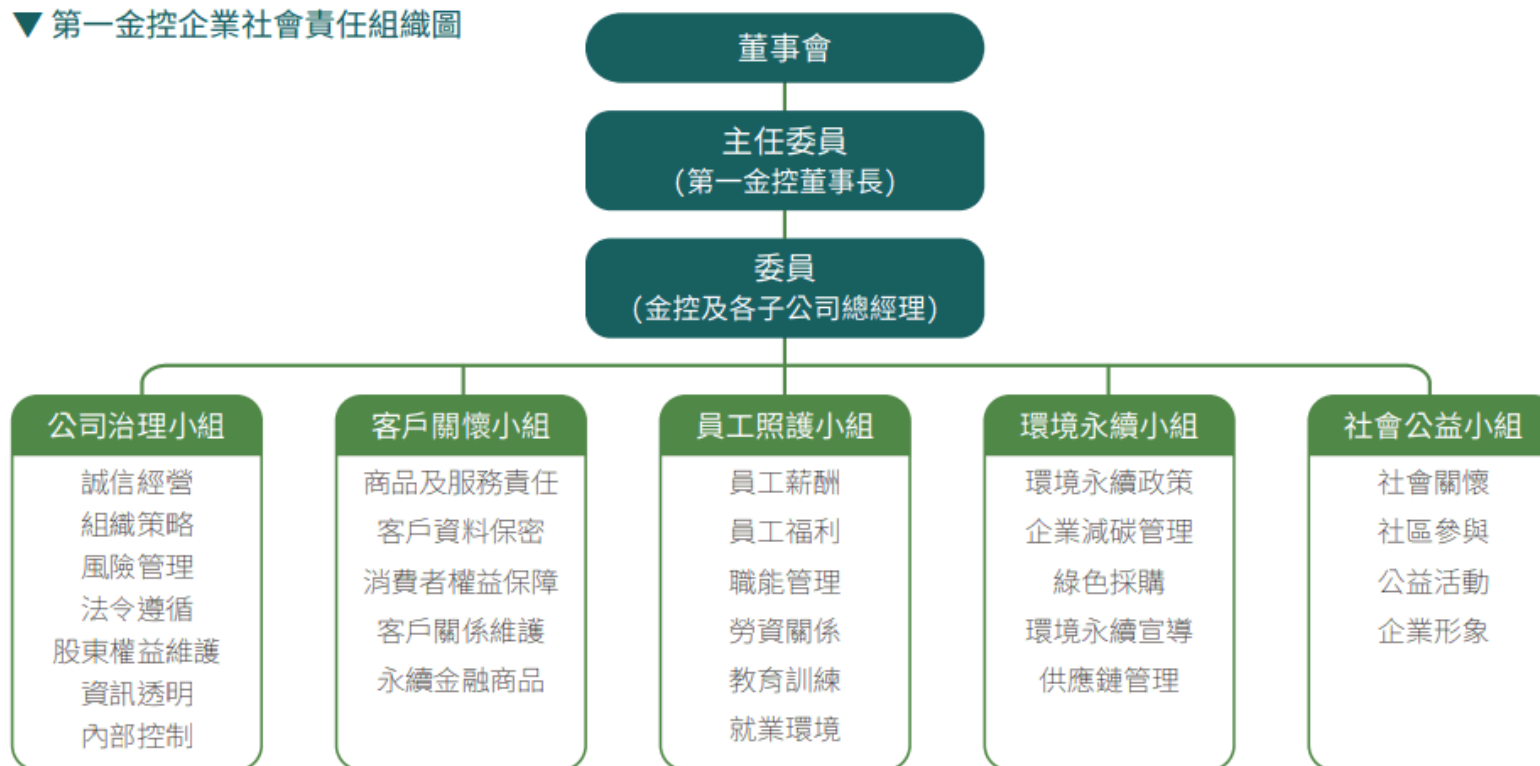 ▼ 第一金控企業社會責任組織圖
董事會
主任委員
(第一金控董事長)
委員
(金控及各子公司總經理)
公司治理小組
誠信經營
組織策略
風險管理
法令遵循
股東權益維護
資訊透明
內部控制
客戶關懷小組
商品及服務責任
客戶資料保密
消費者權益保障
客戶關係維護
永續金融商品
員工照護小組
員工薪酬
員工福利
職能管理
勞資關係
教育訓練
就業環境
環境永續小組
環境永續政策
企業減碳管理
綠色採購
環境永續宣導
供應鏈管理
社會公益小組
社會關懷
社區參與
公益活動
企業形象